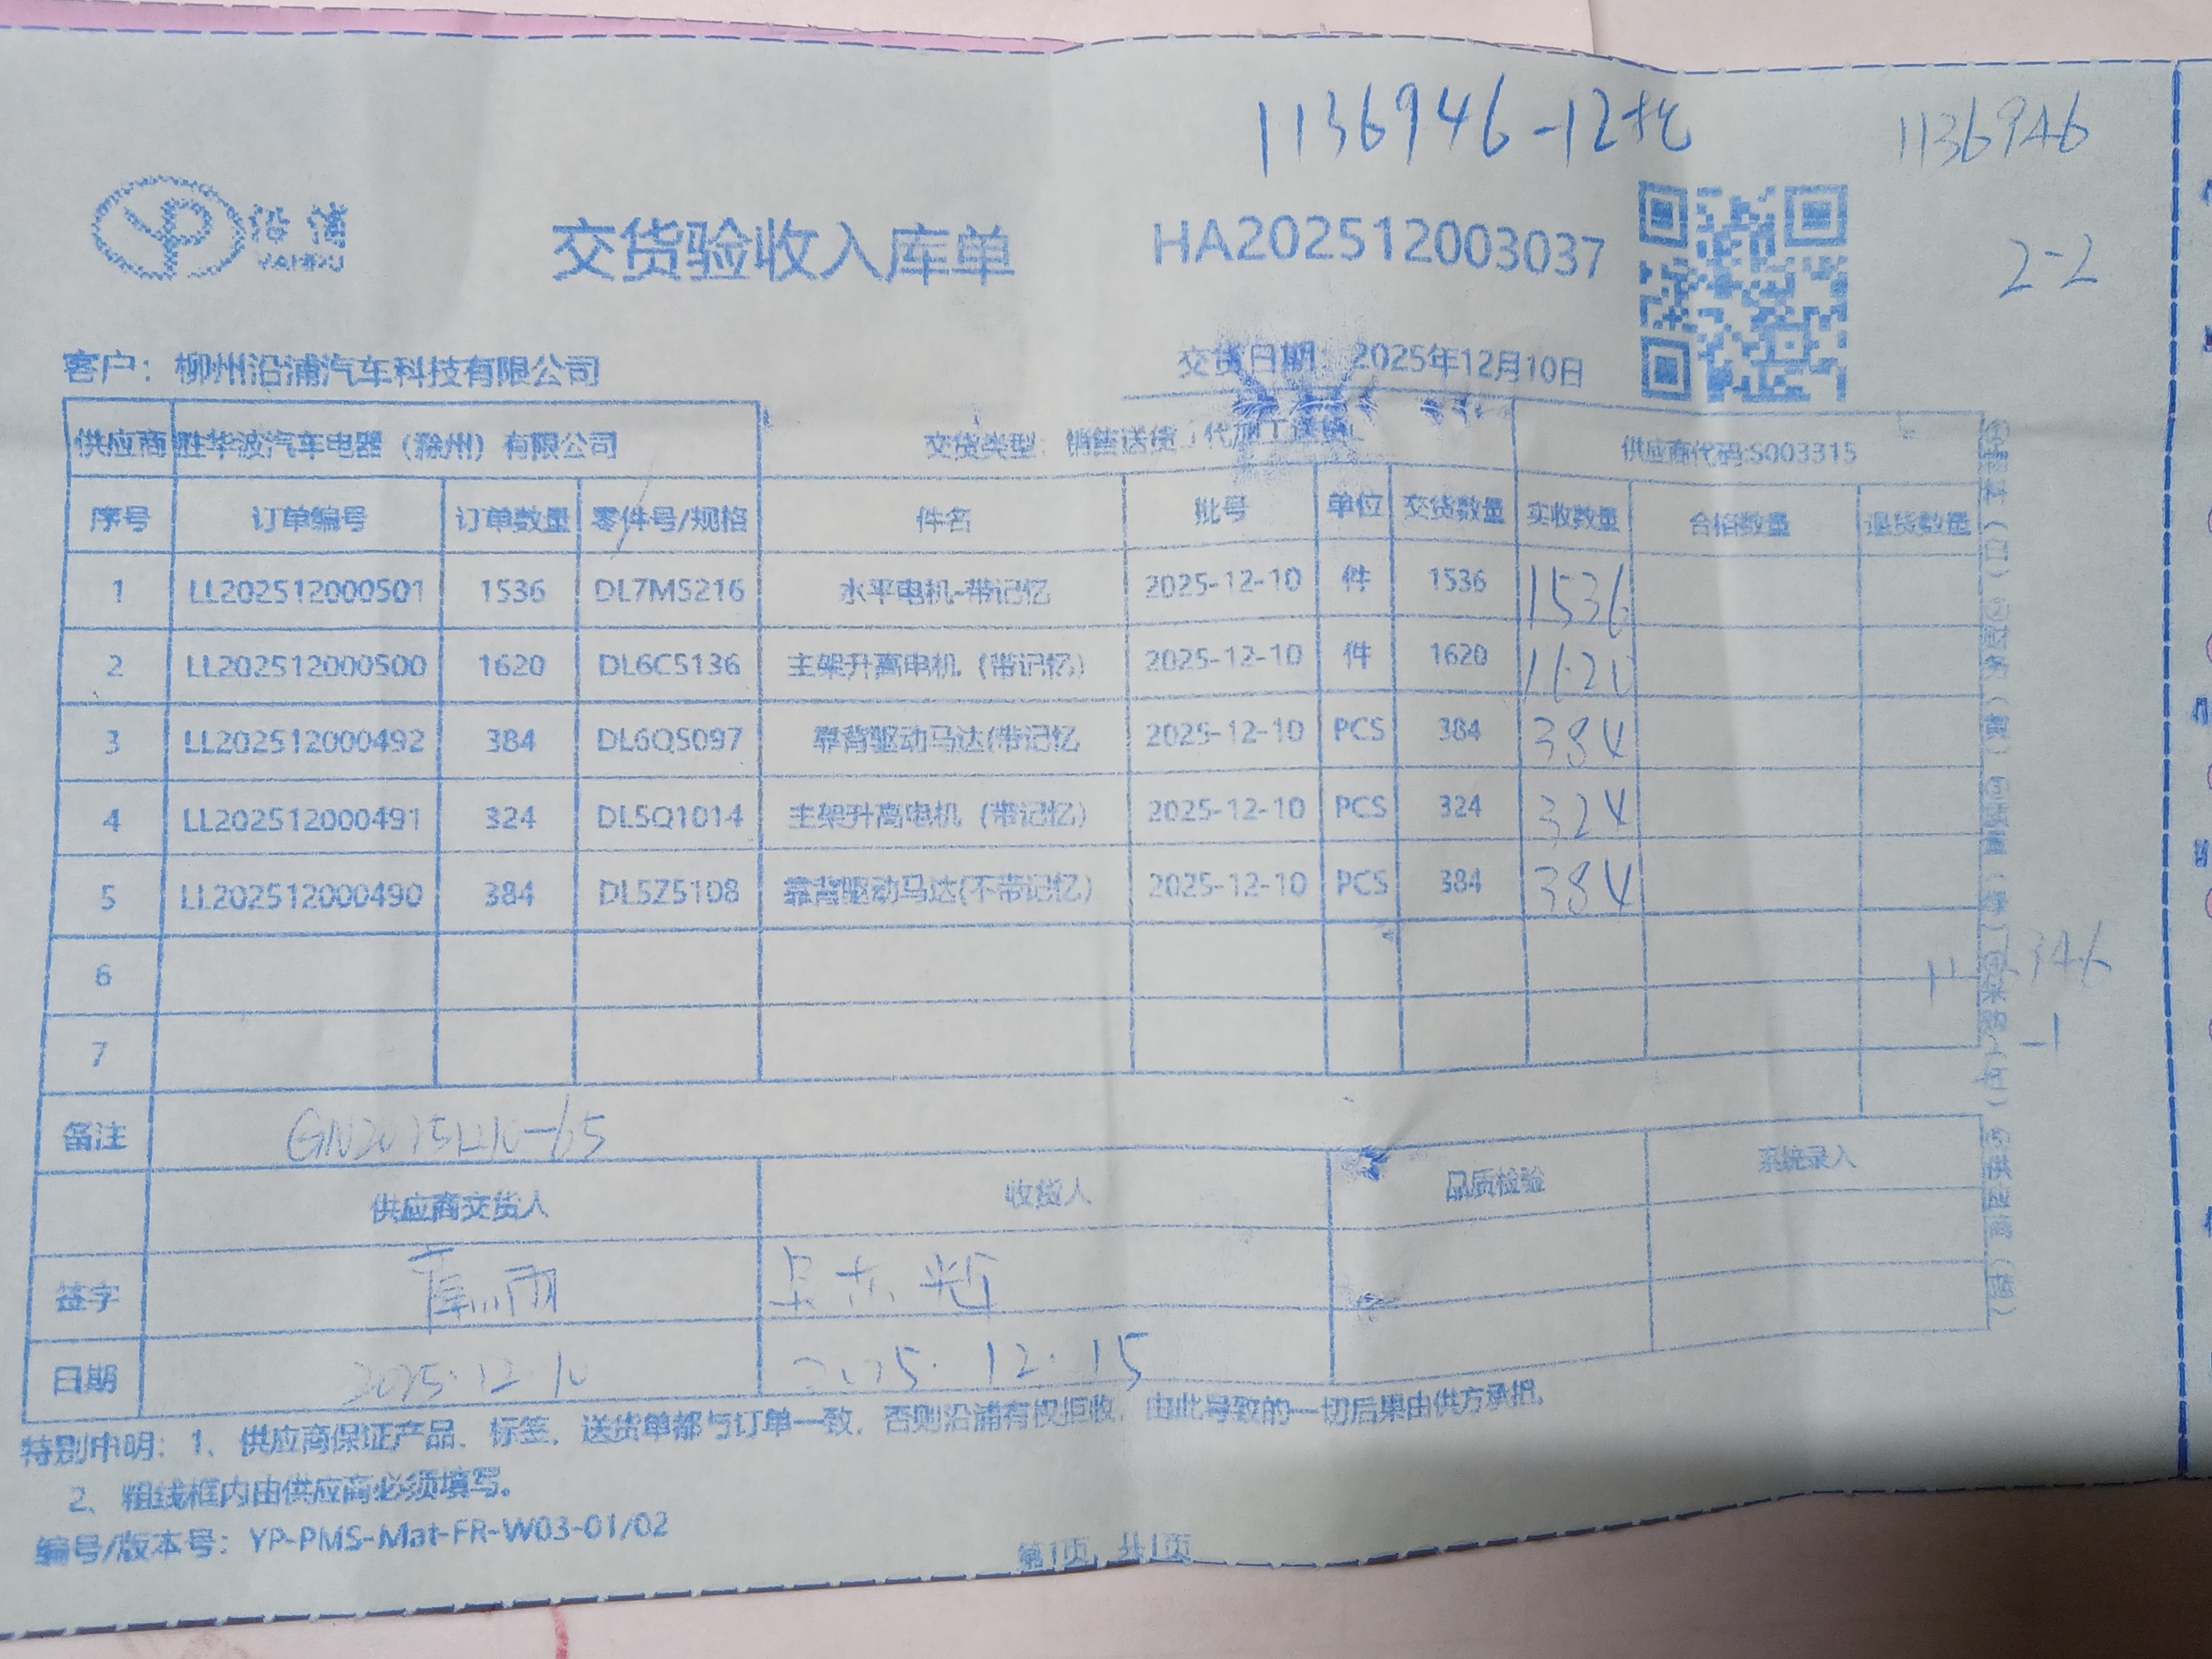 1136946-12托
1136946
2-2
沿浦
YANPU
交货验收入库单
HA202512003037
客户：柳州沿浦汽车科技有限公司
交货日期：2025年12月10日
供应商 胜华波汽车电器（滁州）有限公司 交货类型：销售送货 代加工送货 供应商代码:S003315
序号 订单编号 订单数量 零件号/规格 件名 批号 单位 交货数量 实收数量 合格数量 退货数量
1 LL202512000501 1536 DL7M5216 水平电机-带记忆 2025-12-10 件 1536 1536
2 LL202512000500 1620 DL6C5136 主架升高电机（带记忆） 2025-12-10 件 1620 1620
3 LL202512000492 384 DL6Q5097 靠背驱动马达(带记忆 2025-12-10 PCS 384 384
4 LL202512000491 324 DL5Q1014 主架升高电机（带记忆） 2025-12-10 PCS 324 324
5 LL202512000490 384 DL5Z5108 靠背驱动马达(不带记忆) 2025-12-10 PCS 384 384
6
7
备注 GN20251210-65
供应商交货人 收货人 品质检验 系统录入
签字
日期 2025.12.10 2025.12.15
特别申明：1、供应商保证产品、标签、送货单都与订单一致，否则沿浦有权拒收，由此导致的一切后果由供方承担。
2、粗线框内由供应商必须填写。
编号/版本号：YP-PMS-Mat-FR-W03-01/02
第1页，共1页